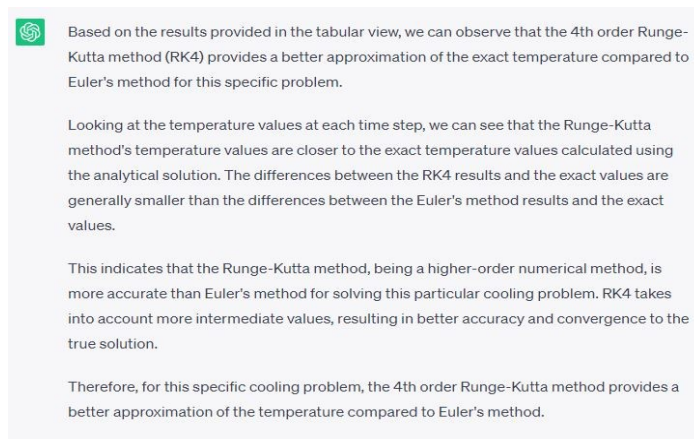 Based on the results provided in the tabular view, we can observe that the 4th order Runge-
Kutta method (RK4) provides a better approximation of the exact temperature compared to
Euler's method for this specific problem.
Looking at the temperature values at each time step, we can see that the Runge-Kutta
method's temperature values are closer to the exact temperature values calculated using
the analytical solution. The differences between the RK4 results and the exact values are
generally smaller than the differences between the Euler's method results and the exact
values.
This indicates that the Runge-Kutta method, being a higher-order numerical method, is
more accurate than Euler's method for solving this particular cooling problem. RK4 takes
into account more intermediate values, resulting in better accuracy and convergence to the
true solution.
Therefore, for this specific cooling problem, the 4th order Runge-Kutta method provides a
better approximation of the temperature compared to Euler's method.